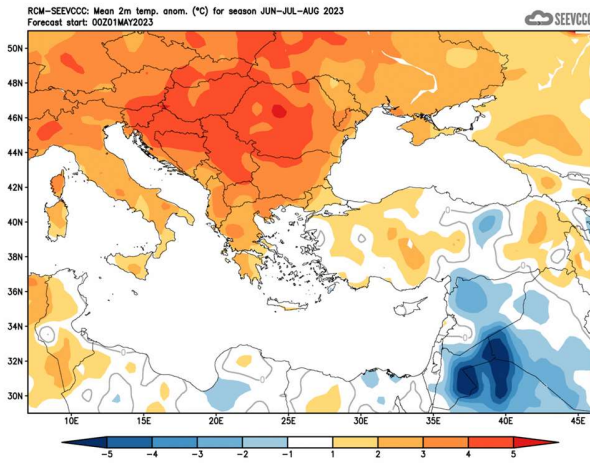 RCM-SEEVCCC: Mean 2m temp. anom. (°C) for season JUN-JUL-AUG 2023
Forecast start: 00Z01MAY2023
SEEVCCC
50N
48N
46N
44N
42N
40N
38N
36N
34N
32N
30N
10E 15E 20E 25E 30E 35E 40E 45E
-5 -4 -3 -2 -1 1 2 3 4 5